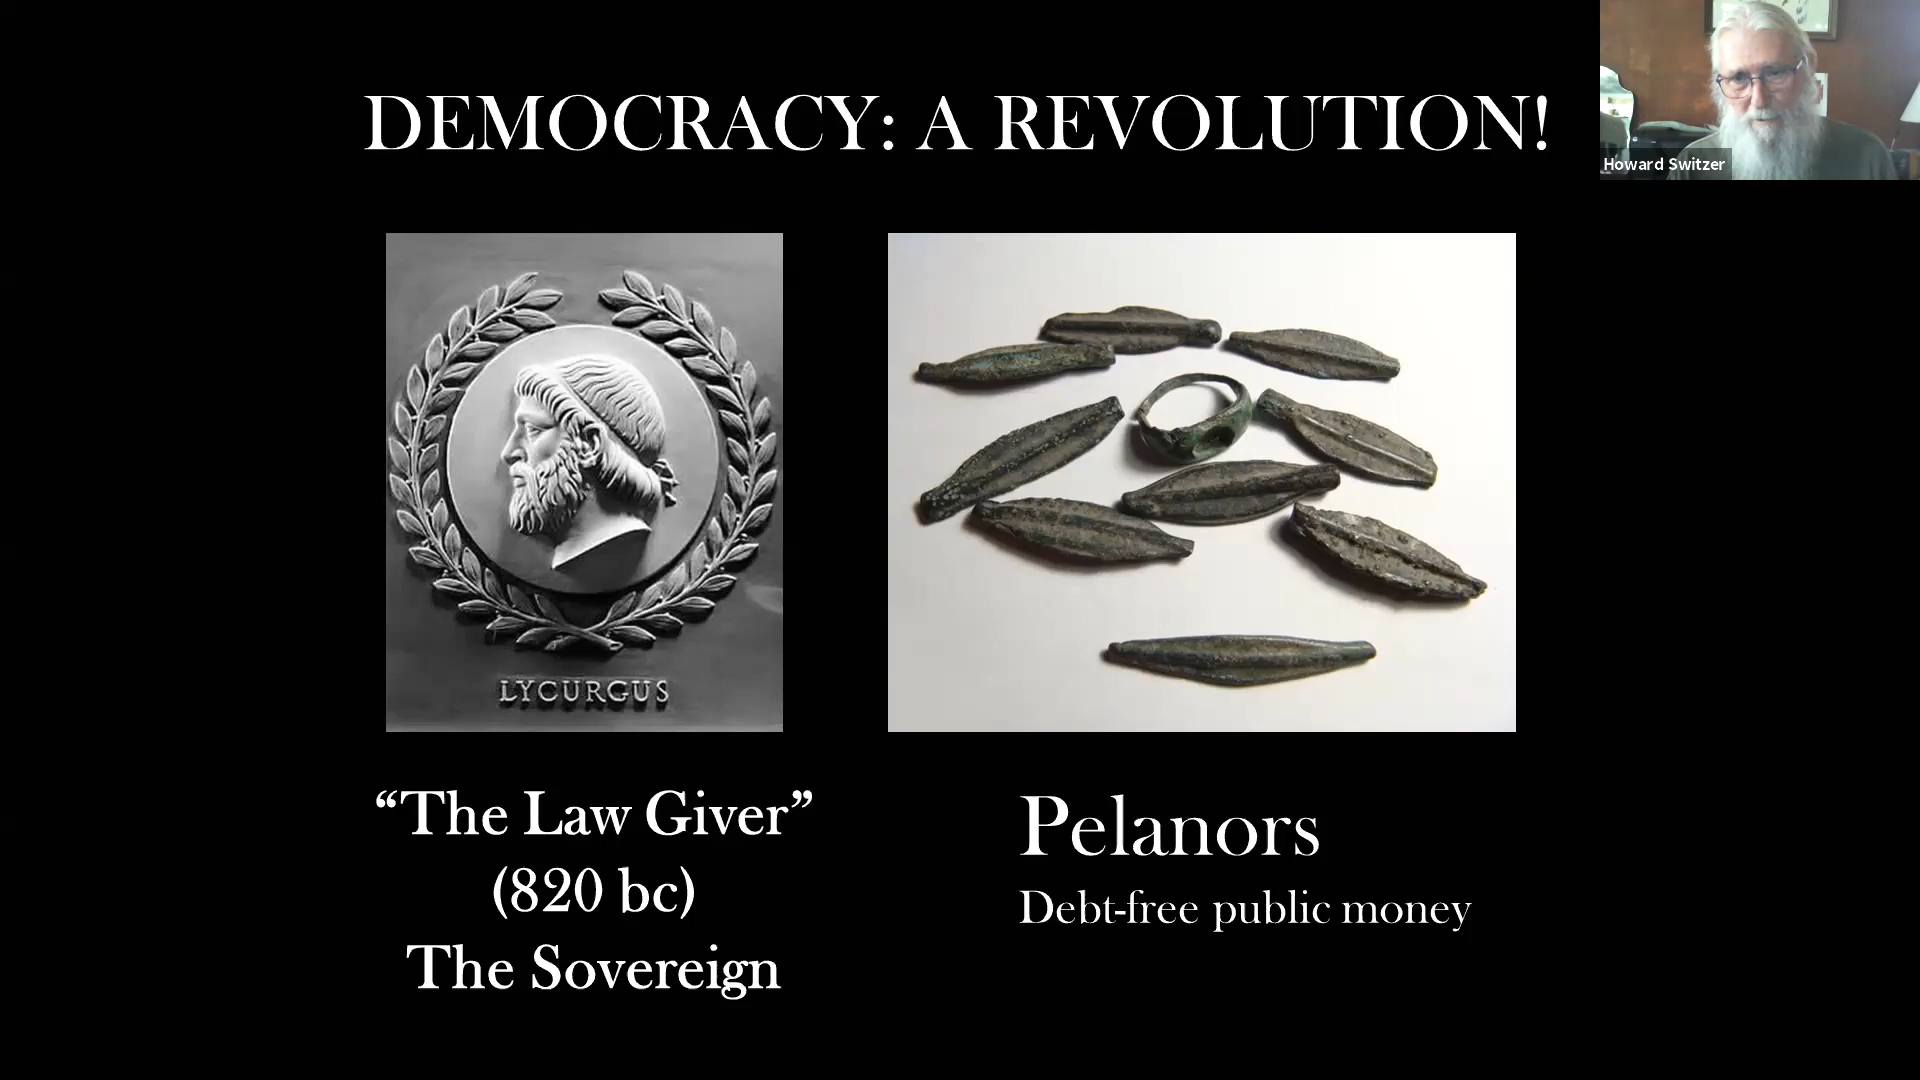 DEMOCRACY: A REVOLUTION!
Howard Switzer
LYCURGUS
“The Law Giver”
(820 bc)
The Sovereign
Pelanors
Debt-free public money